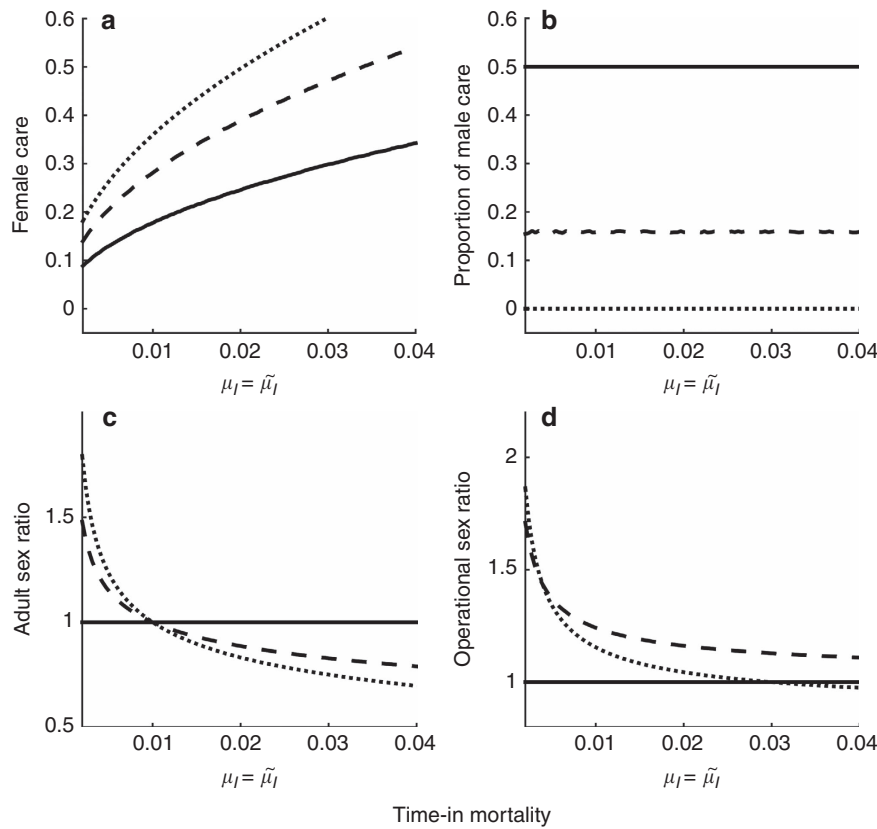 a
Female care
0.6
0.5
0.4
0.3
0.2
0.1
0
0.01 0.02 0.03 0.04
μI = μ̃I
b
Proportion of male care
0.6
0.5
0.4
0.3
0.2
0.1
0
0.01 0.02 0.03 0.04
μI = μ̃I
c
Adult sex ratio
1.5
1
0.5
0.01 0.02 0.03 0.04
μI = μ̃I
d
Operational sex ratio
2
1.5
1
0.01 0.02 0.03 0.04
μI = μ̃I
Time-in mortality